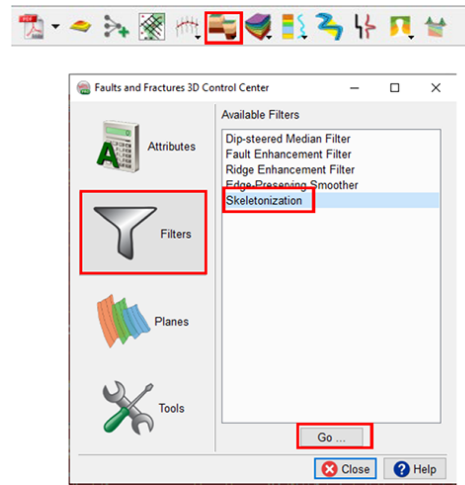 PDF
Faults and Fractures 3D Control Center
Available Filters
Attributes
A
Dip-steered Median Filter
Fault Enhancement Filter
Ridge Enhancement Filter
Edge-Preserving Smoother
Skeletonization
Filters
Planes
Tools
Go ...
Close
Help